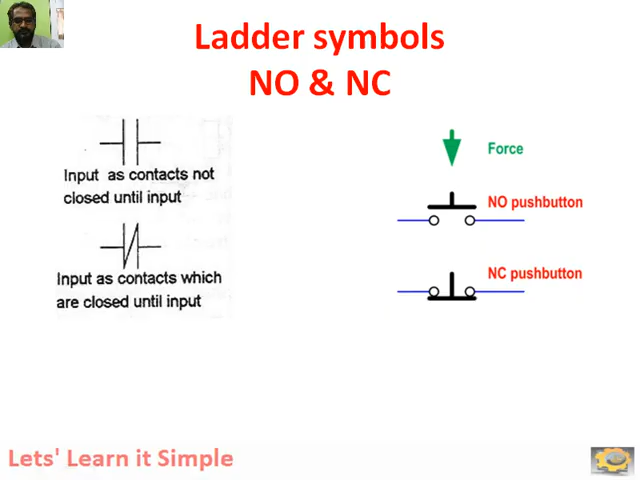 Ladder symbols
NO & NC
Input as contacts not
closed until input
Input as contacts which
are closed until input
Force
NO pushbutton
NC pushbutton
Lets' Learn it Simple